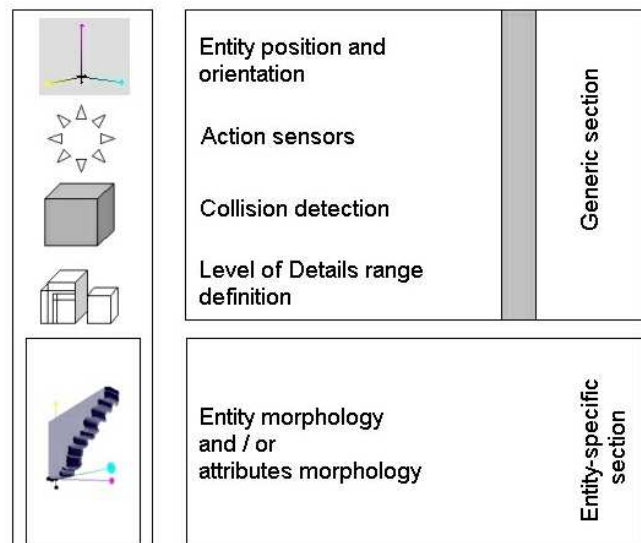 Entity position and
orientation
Action sensors
Collision detection
Level of Details range
definition
Generic section
Entity morphology
and / or
attributes morphology
Entity-specific
section